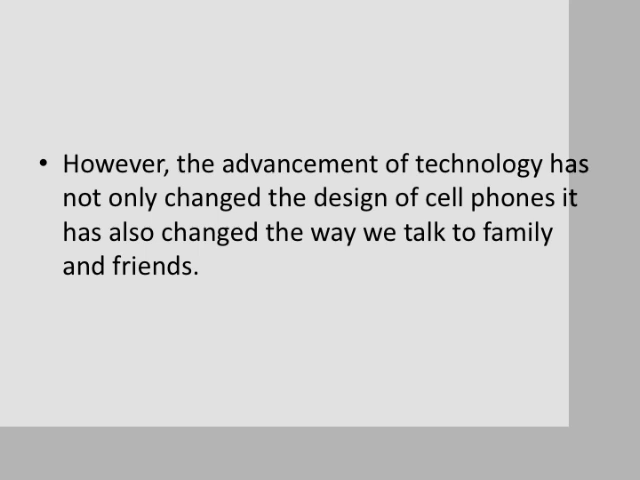 • However, the advancement of technology has
not only changed the design of cell phones it
has also changed the way we talk to family
and friends.